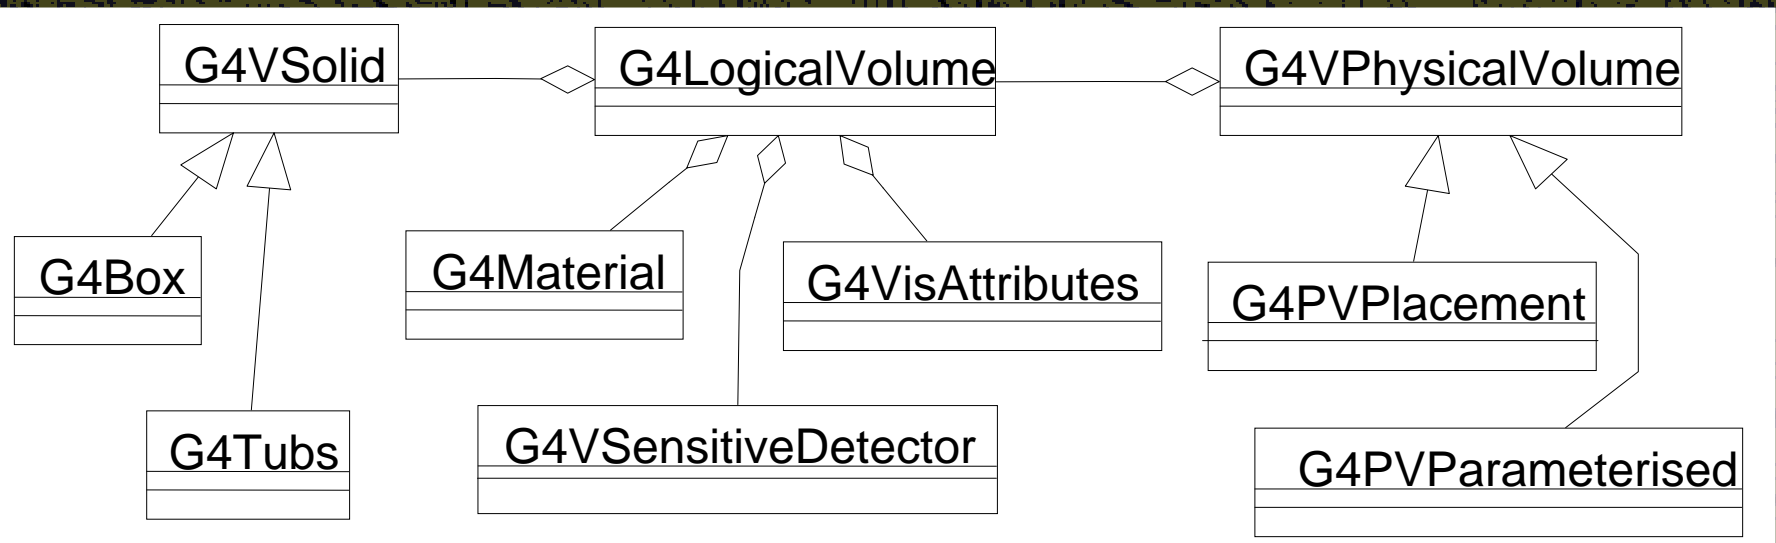 G4VSolid
G4LogicalVolume
G4VPhysicalVolume
G4Box
G4Material
G4VisAttributes
G4PVPlacement
G4Tubs
G4VSensitiveDetector
G4PVParameterised